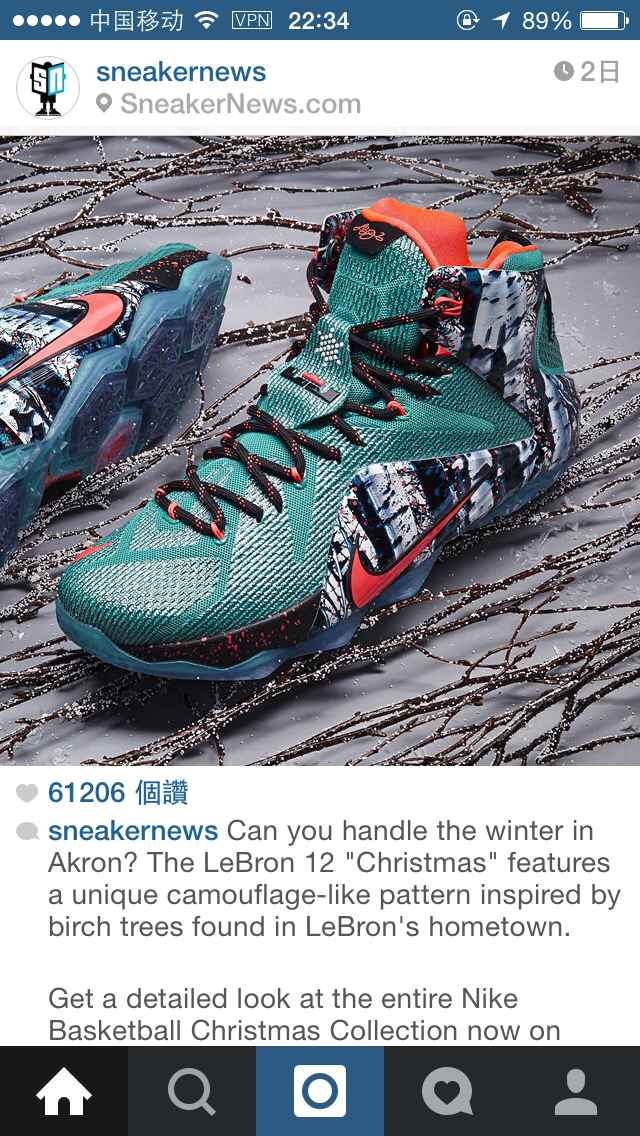 中国移动 VPN 22:34 89%
SN
sneakernews 2日
SneakerNews.com
61206 個讚
sneakernews Can you handle the winter in
Akron? The LeBron 12 "Christmas" features
a unique camouflage-like pattern inspired by
birch trees found in LeBron's hometown.
Get a detailed look at the entire Nike
Basketball Christmas Collection now on